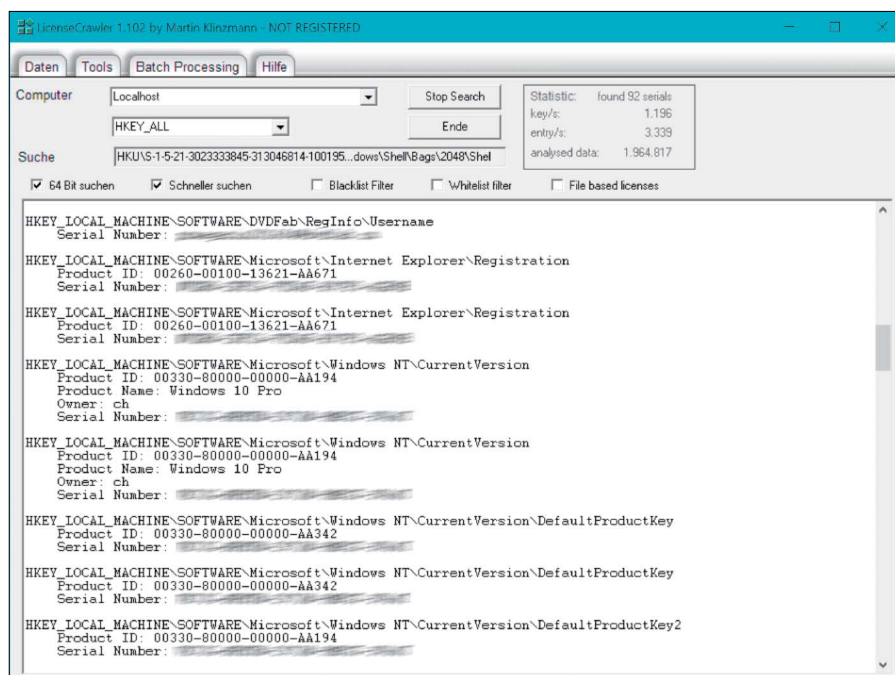 LicenseCrawler 1.102 by Martin Klinzmann - NOT REGISTERED
Daten Tools Batch Processing Hilfe
Computer Localhost Stop Search
HKEY_ALL Ende
Statistic: found 92 serials
key/s: 1.196
entry/s: 3.339
analysed data: 1.964.817
Suche HKU\S-1-5-21-3023333845-313046814-100195...dows\Shell\Bags\2048\Shel
64 Bit suchen Schneller suchen Blacklist Filter Whitelist filter File based licenses
HKEY_LOCAL_MACHINE\SOFTWARE\DVDFab\RegInfo\Username
Serial Number:
HKEY_LOCAL_MACHINE\SOFTWARE\Microsoft\Internet Explorer\Registration
Product ID: 00260-00100-13621-AA671
Serial Number:
HKEY_LOCAL_MACHINE\SOFTWARE\Microsoft\Internet Explorer\Registration
Product ID: 00260-00100-13621-AA671
Serial Number:
HKEY_LOCAL_MACHINE\SOFTWARE\Microsoft\Windows NT\CurrentVersion
Product ID: 00330-80000-00000-AA194
Product Name: Windows 10 Pro
Owner: ch
Serial Number:
HKEY_LOCAL_MACHINE\SOFTWARE\Microsoft\Windows NT\CurrentVersion
Product ID: 00330-80000-00000-AA194
Product Name: Windows 10 Pro
Owner: ch
Serial Number:
HKEY_LOCAL_MACHINE\SOFTWARE\Microsoft\Windows NT\CurrentVersion\DefaultProductKey
Product ID: 00330-80000-00000-AA342
Serial Number:
HKEY_LOCAL_MACHINE\SOFTWARE\Microsoft\Windows NT\CurrentVersion\DefaultProductKey
Product ID: 00330-80000-00000-AA342
Serial Number:
HKEY_LOCAL_MACHINE\SOFTWARE\Microsoft\Windows NT\CurrentVersion\DefaultProductKey2
Product ID: 00330-80000-00000-AA194
Serial Number: